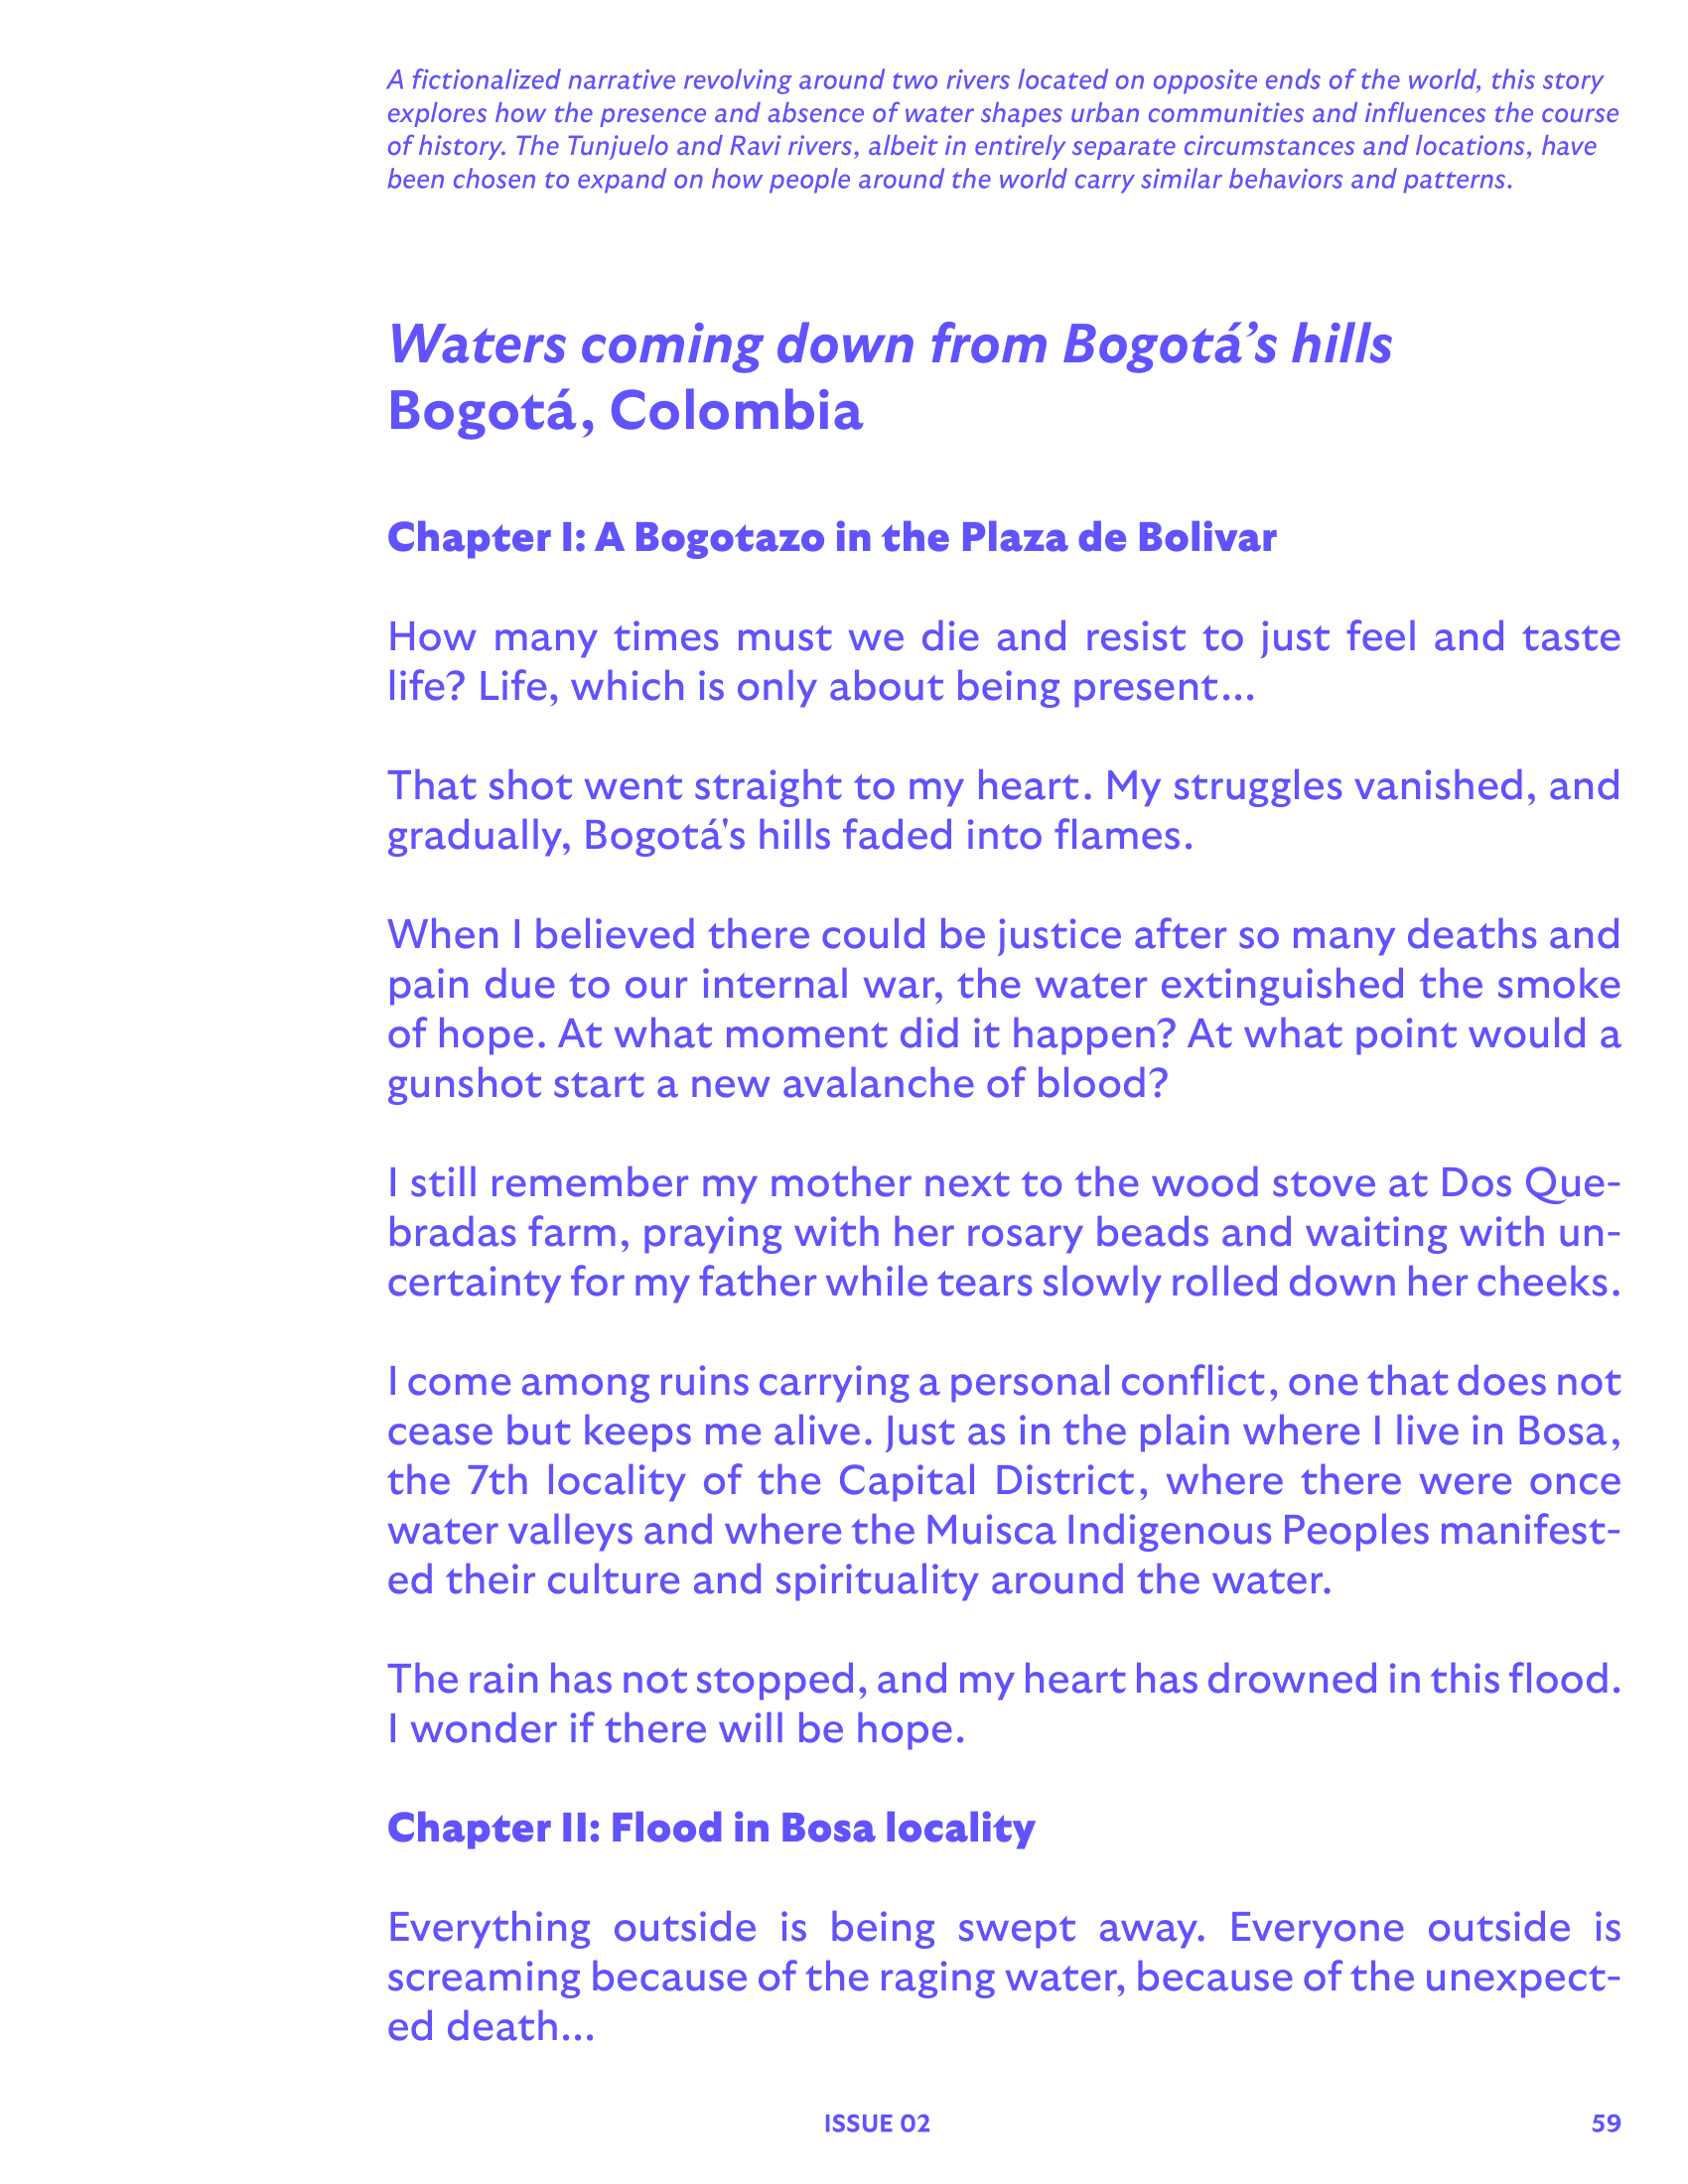 A fictionalized narrative revolving around two rivers located on opposite ends of the world, this story
explores how the presence and absence of water shapes urban communities and influences the course
of history. The Tunjuelo and Ravi rivers, albeit in entirely separate circumstances and locations, have
been chosen to expand on how people around the world carry similar behaviors and patterns.
Waters coming down from Bogotá’s hills
Bogotá, Colombia
Chapter I: A Bogotazo in the Plaza de Bolivar
How many times must we die and resist to just feel and taste
life? Life, which is only about being present...
That shot went straight to my heart. My struggles vanished, and
gradually, Bogotá's hills faded into flames.
When I believed there could be justice after so many deaths and
pain due to our internal war, the water extinguished the smoke
of hope. At what moment did it happen? At what point would a
gunshot start a new avalanche of blood?
I still remember my mother next to the wood stove at Dos Que-
bradas farm, praying with her rosary beads and waiting with un-
certainty for my father while tears slowly rolled down her cheeks.
I come among ruins carrying a personal conflict, one that does not
cease but keeps me alive. Just as in the plain where I live in Bosa,
the 7th locality of the Capital District, where there were once
water valleys and where the Muisca Indigenous Peoples manifest-
ed their culture and spirituality around the water.
The rain has not stopped, and my heart has drowned in this flood.
I wonder if there will be hope.
Chapter II: Flood in Bosa locality
Everything outside is being swept away. Everyone outside is
screaming because of the raging water, because of the unexpect-
ed death...
ISSUE 02
59